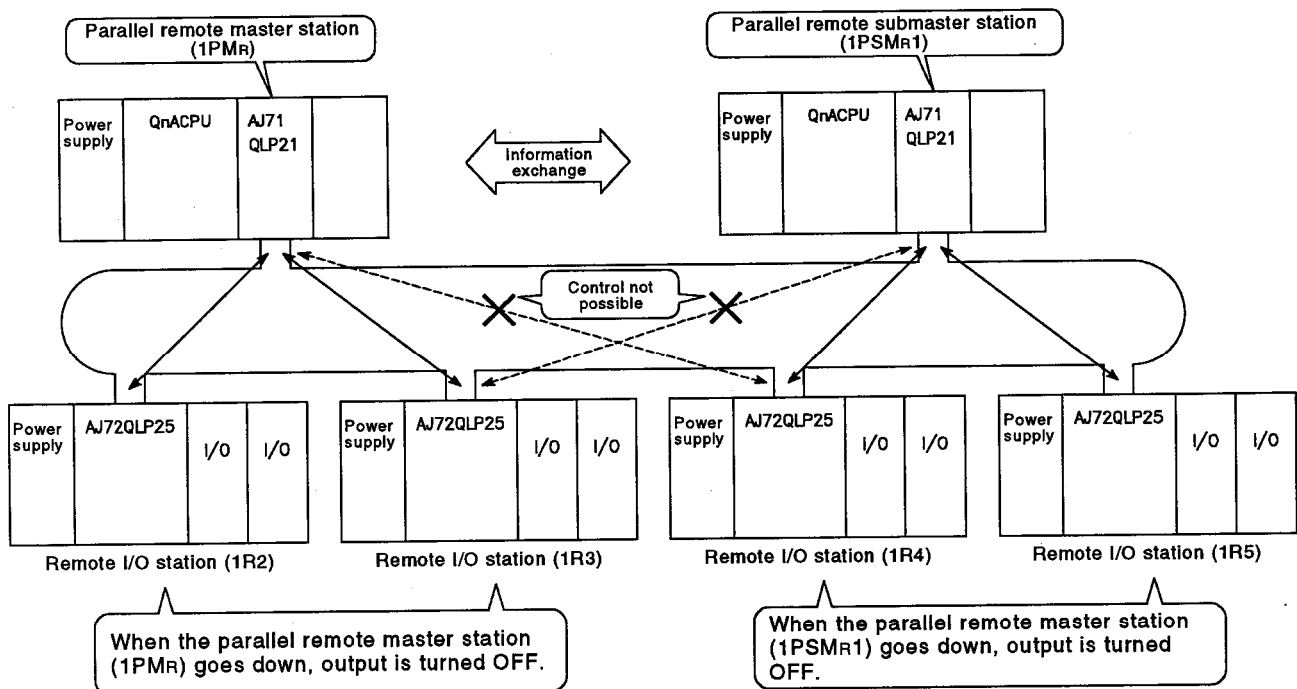 Parallel remote master station
(1PMR)
Parallel remote submaster station
(1PSMR1)
Power
supply
QnACPU
AJ71
QLP21
Information
exchange
Power
supply
QnACPU
AJ71
QLP21
Control not
possible
Power
supply
AJ72QLP25
I/O
I/O
Power
supply
AJ72QLP25
I/O
I/O
Power
supply
AJ72QLP25
I/O
I/O
Power
supply
AJ72QLP25
I/O
I/O
Remote I/O station (1R2)
Remote I/O station (1R3)
Remote I/O station (1R4)
Remote I/O station (1R5)
When the parallel remote master station
(1PMR) goes down, output is turned OFF.
When the parallel remote master station
(1PSMR1) goes down, output is turned
OFF.